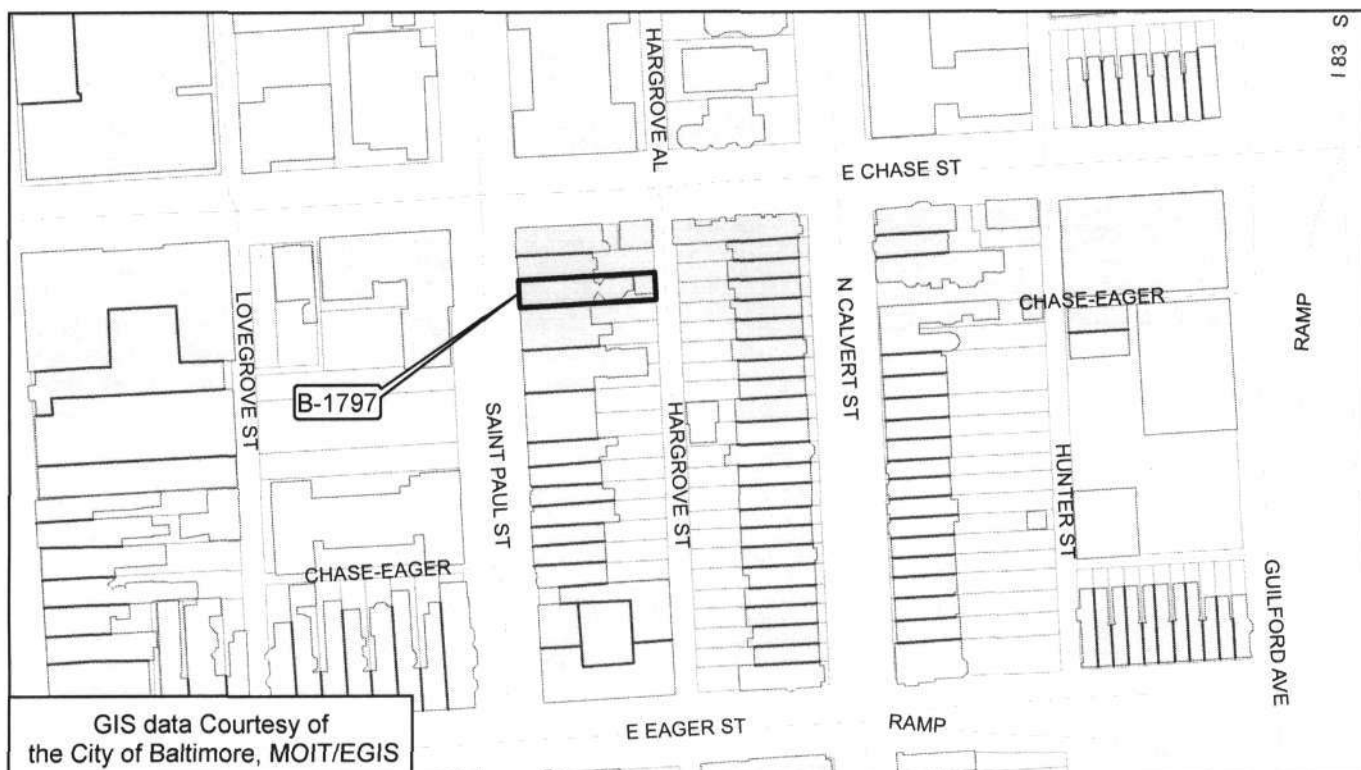 HARGROVE AL
I 83 S
E CHASE ST
LOVEGROVE ST
B-1797
SAINT PAUL ST
HARGROVE ST
N CALVERT ST
CHASE-EAGER
RAMP
HUNTER ST
CHASE-EAGER
GUILFORD AVE
E EAGER ST
RAMP
GIS data Courtesy of
the City of Baltimore, MOIT/EGIS